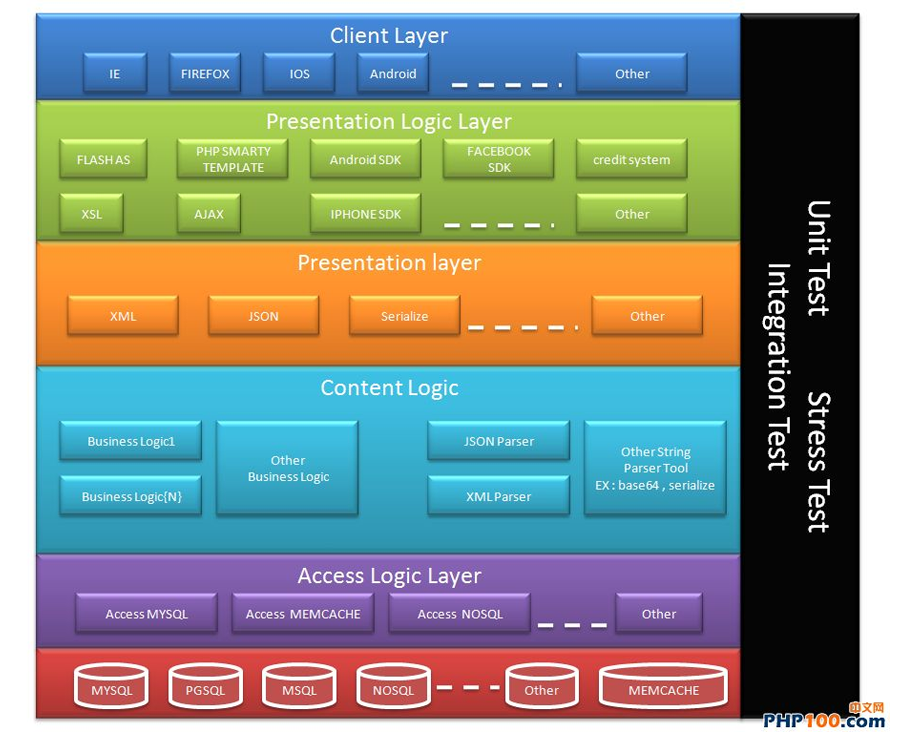 Client Layer
IE
FIREFOX
IOS
Android
Other
Presentation Logic Layer
FLASH AS
PHP SMARTY
TEMPLATE
Android SDK
FACEBOOK
SDK
credit system
XSL
AJAX
IPHONE SDK
Other
Presentation layer
XML
JSON
Serialize
Other
Content Logic
Business Logic1
Other
Business Logic
JSON Parser
Other String
Parser Tool
EX : base64 , serialize
Business Logic{N}
XML Parser
Access Logic Layer
Access MYSQL
Access MEMCACHE
Access NOSQL
Other
MYSQL
PGSQL
MSQL
NOSQL
Other
MEMCACHE
Unit Test
Stress Test
Integration Test
中文网
PHP100.com